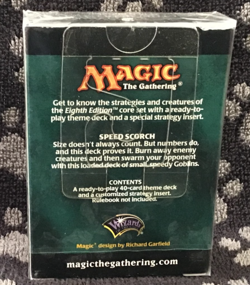 MAGIC
The Gathering®
Get to know the strategies and creatures of
the Eighth Edition™ core set with a ready-to-
play theme deck and a special strategy insert.
SPEED SCORCH
Size doesn't always count. But numbers do,
and this deck proves it. Burn away enemy
creatures and then swarm your opponent
with this loaded deck of small, speedy Goblins.
CONTENTS
A ready-to-play 40-card theme deck
and a customized strategy insert.
Rulebook not included.
Wizards
Magic® design by Richard Garfield
magicthegathering.com